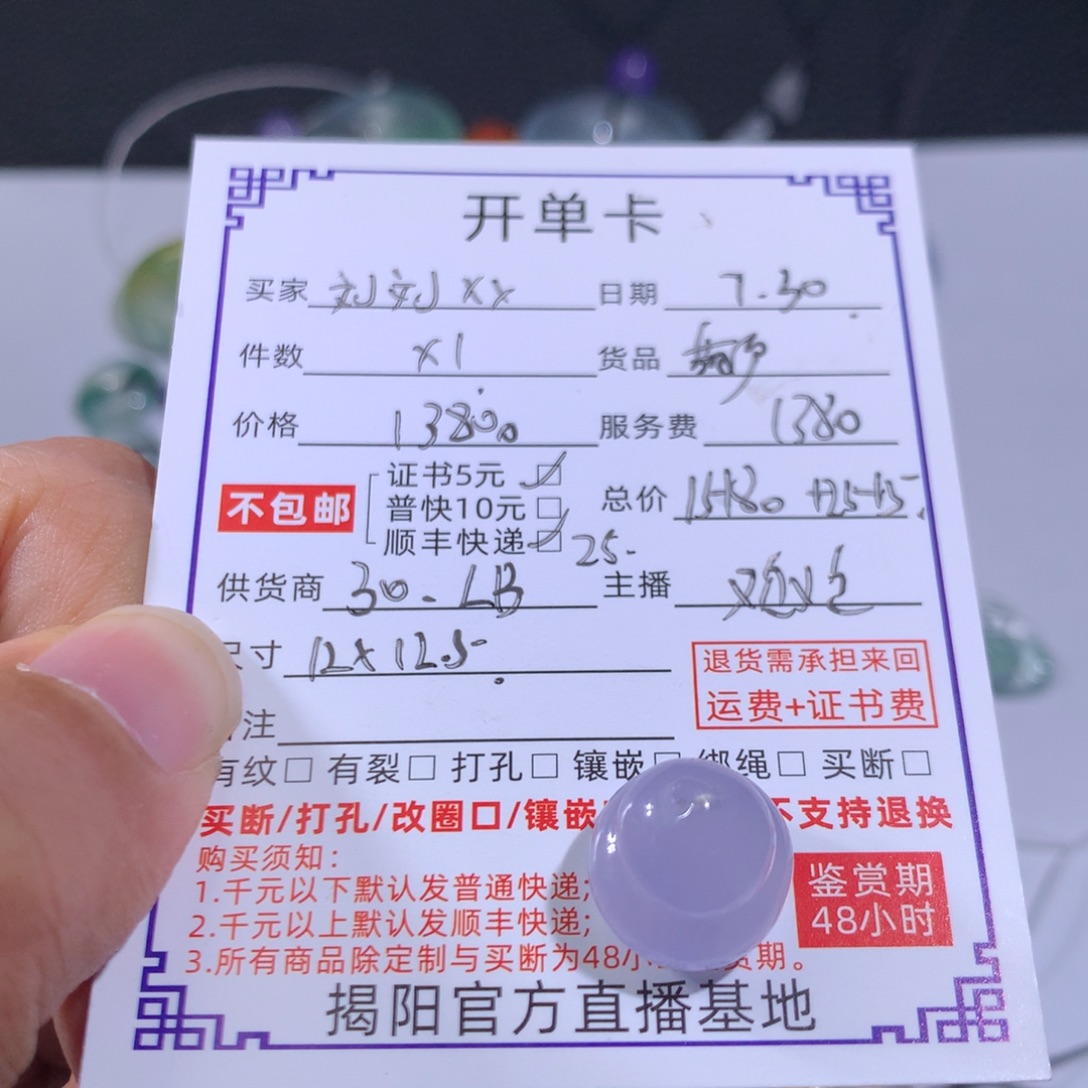 开单卡
买家 刘刘XX 日期 7.30
件数 X1 货品
价格 13800 服务费 1380
证书5元 ☑
不包邮 普快10元 □ 总价 15180 +25+5
顺丰快递 ☑ 25-
供货商 30. LB 主播
尺寸 12X12.5
注
有纹□ 有裂□ 打孔□ 镶嵌□ 绑绳□ 买断□
退货需承担来回
运费+证书费
买断/打孔/改圈口/镶嵌 不支持退换
购买须知:
1.千元以下默认发普通快递;
2.千元以上默认发顺丰快递;
3.所有商品除定制与买断为48小 期。
鉴赏期
48小时
揭阳官方直播基地